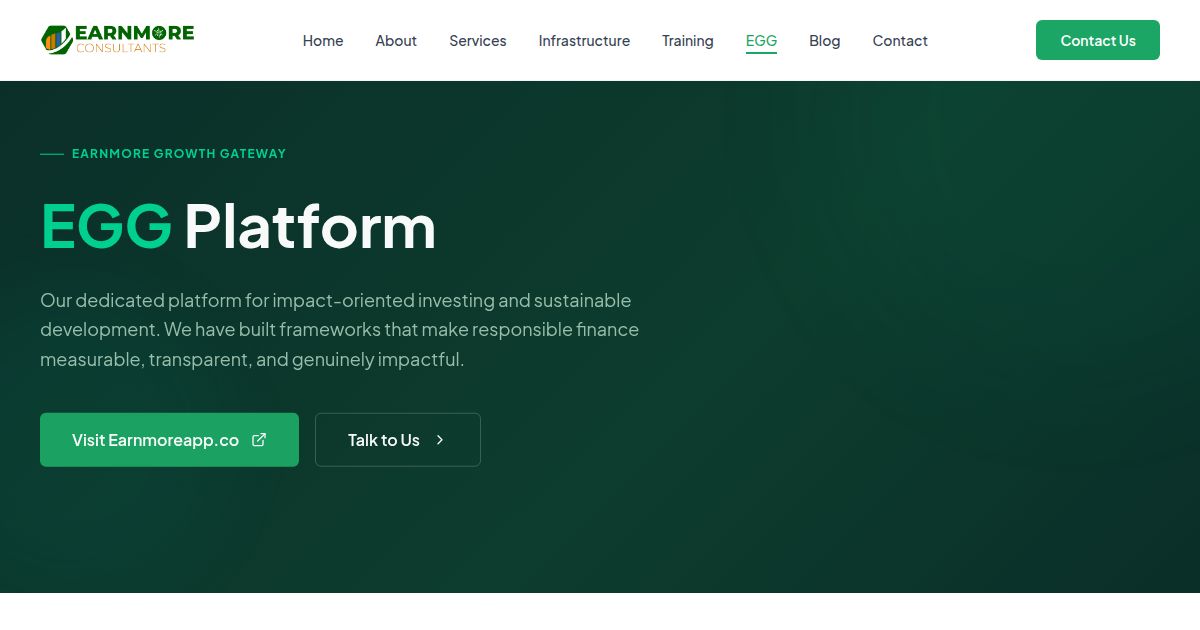 EARNMORE
CONSULTANTS
Home
About
Services
Infrastructure
Training
EGG
Blog
Contact
Contact Us
EARNMORE GROWTH GATEWAY
EGG Platform
Our dedicated platform for impact-oriented investing and sustainable
development. We have built frameworks that make responsible finance
measurable, transparent, and genuinely impactful.
Visit Earnmoreapp.co
Talk to Us